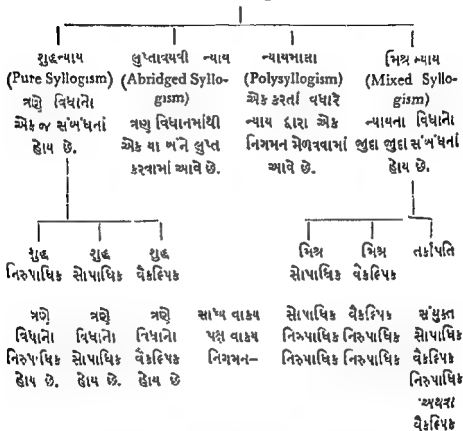 શુદ્ધન્યાય
(Pure Syllogism)
ત્રણે વિધાનો
એક જ સંબંધનાં
હોય છે.
લુપ્તાવયવી ન્યાય
(Abridged Syllo-
gism)
ત્રણ વિધાનમાંથી
એક યા બંને લુપ્ત
કરવામાં આવે છે.
ન્યાયમાલા
(Polysyllogism)
એક કરતાં વધારે
ન્યાય દ્વારા એક
નિગમન મેળવવામાં
આવે છે.
મિશ્ર ન્યાય
(Mixed Syllo-
gism)
ન્યાયના વિધાનો
જુદા જુદા સંબંધનાં
હોય છે.
શુદ્ધ
નિરુપાધિક
શુદ્ધ
સોપાધિક
શુદ્ધ
વૈકલ્પિક
મિશ્ર
સોપાધિક
મિશ્ર
વૈકલ્પિક
તર્કાપતિ
ત્રણે
વિધાનો
નિરુપાધિક
હોય છે.
ત્રણે
વિધાનો
સોપાધિક
હોય છે.
ત્રણે
વિધાનો
વૈકલ્પિક
હોય છે
સાધ્ય વાક્ય
પક્ષ વાક્ય
નિગમન–
સોપાધિક
નિરુપાધિક
નિરુપાધિક
વૈકલ્પિક
નિરુપાધિક
નિરુપાધિક
સંયુક્ત
સોપાધિક
વૈકલ્પિક
નિરુપાધિક
અથવા
વૈકલ્પિક